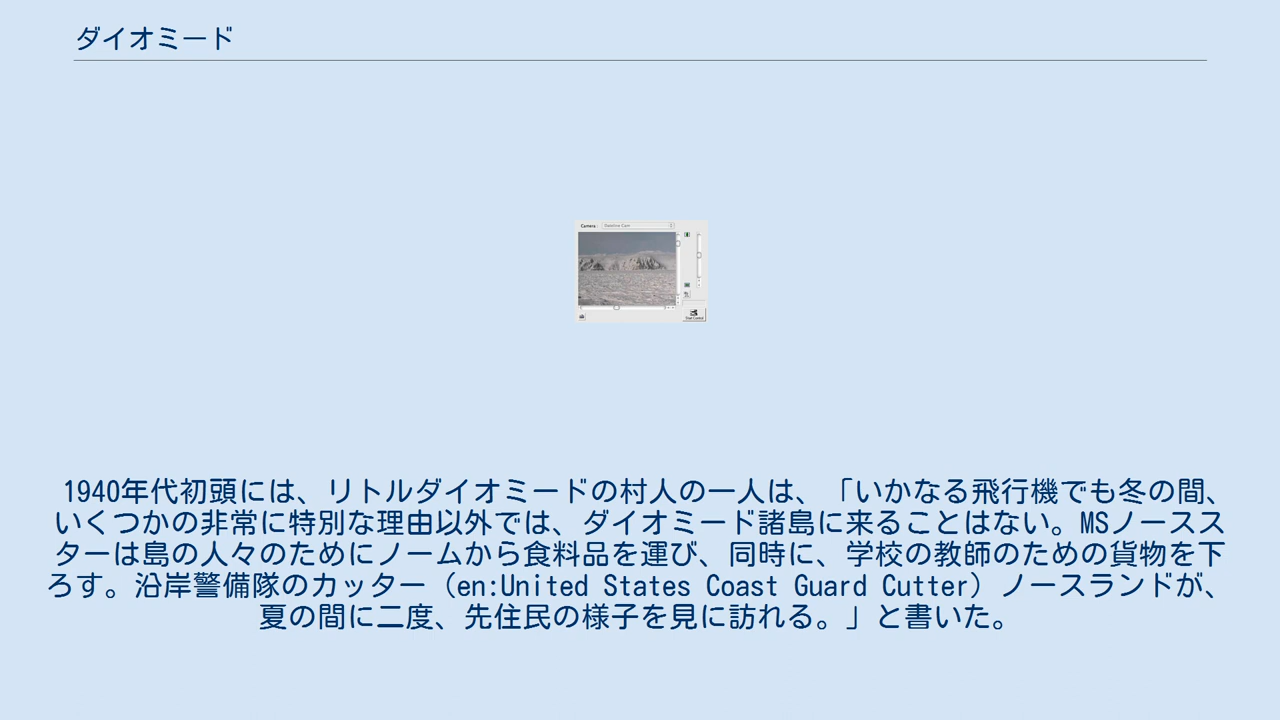 ダイオミード
Camera:
1940年代初頭には、リトルダイオミードの村人の一人は、「いかなる飛行機でも冬の間、
いくつかの非常に特別な理由以外では、ダイオミード諸島に来ることはない。MSノースス
ターは島の人々のためにノームから食料品を運び、同時に、学校の教師のための貨物を下
ろす。沿岸警備隊のカッター（en:United States Coast Guard Cutter）ノースランドが、
夏の間に二度、先住民の様子を見に訪れる。」と書いた。